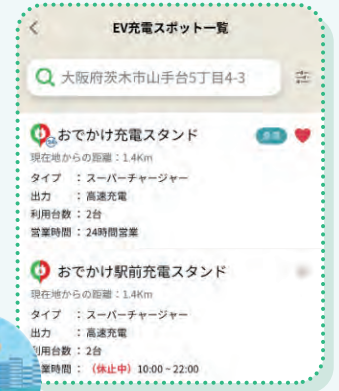 EV充電スポット一覧
大阪府茨木市山手台5丁目4-3
おでかけ充電スタンド
現在地からの距離：1.4Km
タイプ ：スーパーチャージャー
出力 ：高速充電
利用台数：2台
営業時間：24時間営業
おでかけ駅前充電スタンド
現在地からの距離：1.4Km
タイプ ：スーパーチャージャー
出力 ：高速充電
利用台数：2台
業時間：（休止中）10:00 ~ 22:00